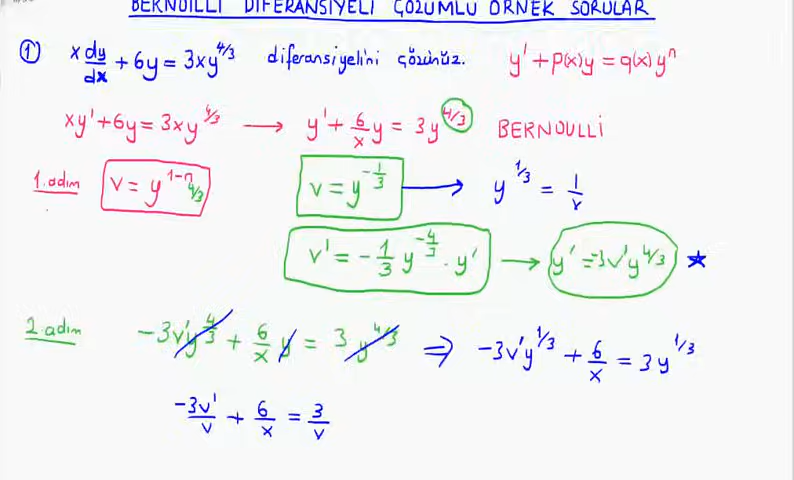 BERNOULLİ DİFERANSİYELİ ÇÖZÜMLÜ ÖRNEK SORULAR
① x dy/dx + 6y = 3xy^{4/3} diferansiyelini çözünüz. y' + p(x)y = q(x)y^n
xy' + 6y = 3xy^{4/3} → y' + 6/x y = 3y^{4/3} BERNOULLİ
1.adım v = y^{1-n} 4/3 v = y^{-1/3} → y^{1/3} = 1/v
v' = -1/3 y^{-4/3} · y' → y' = -3v'y^{4/3} ★
2.adım -3v'y^{4/3} + 6/x y = 3y^{4/3} ⇒ -3v'y^{1/3} + 6/x = 3y^{1/3}
-3v'/v + 6/x = 3/v